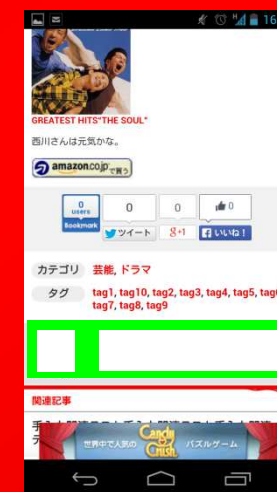 16
GREATEST HITS"THE SOUL"
西川さんは元気かな。
amazon.co.jp で買う
0
users
Bookmark
0
ツイート
0
8+1
0
いいね！
カテゴリ 芸能, ドラマ
タグ tag1, tag10, tag2, tag3, tag4, tag5, tag6
tag7, tag8, tag9
関連記事
世界中で人気の Candy Crush パズルゲーム